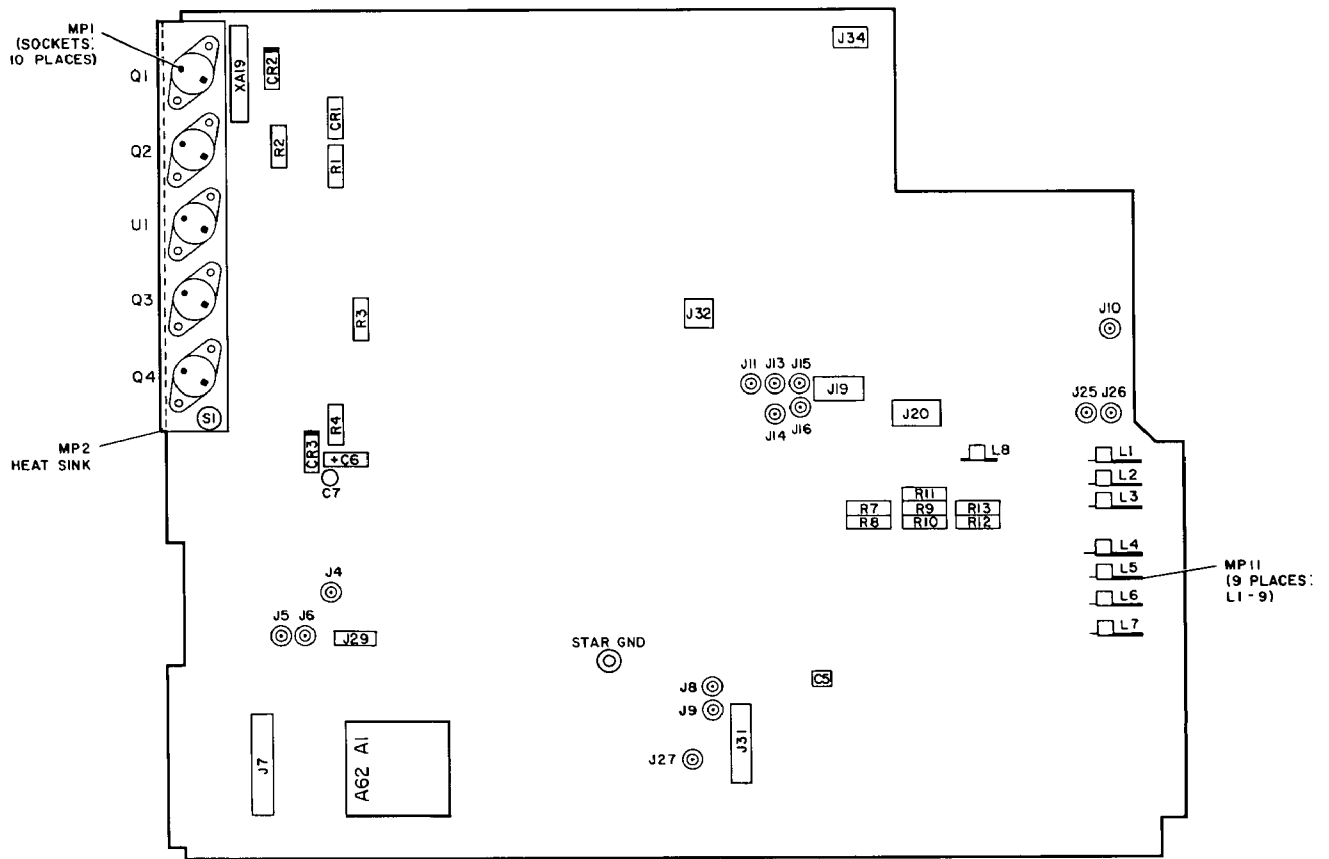 MP1
(SOCKETS:
10 PLACES)
Q1
Q2
U1
Q3
Q4
S1
MP2
HEAT SINK
XA19
CR2
R2
CR1
R1
R3
R4
CR3
+C6
C7
J34
J32
J10
J11 J13 J15
J14 J16
J19
J20
J25 J26
L8
L1
L2
L3
L4
L5
L6
L7
MP11
(9 PLACES:
L1-9)
R11
R7 R9 R13
R8 R10 R12
J4
J5 J6
J29
STAR GND
C5
J8
J9
J27
J31
J7
A62 A1